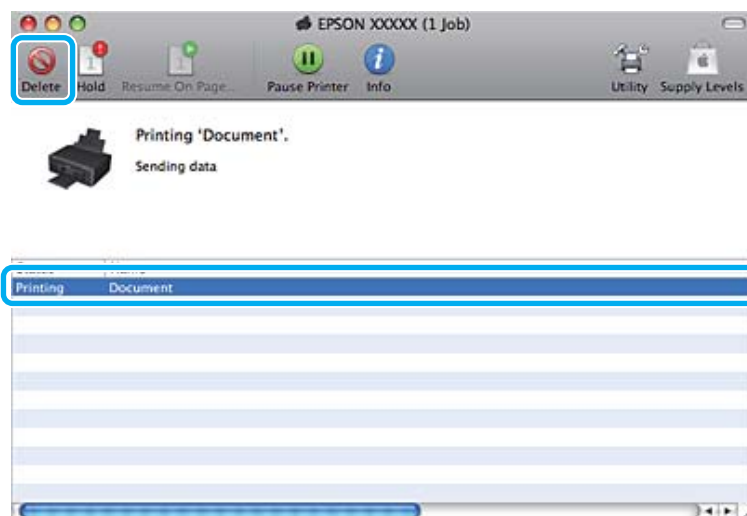 EPSON XXXXX (1 Job)
Delete Hold Resume On Page... Pause Printer Info Utility Supply Levels
Printing 'Document'.
Sending data
Printing Document